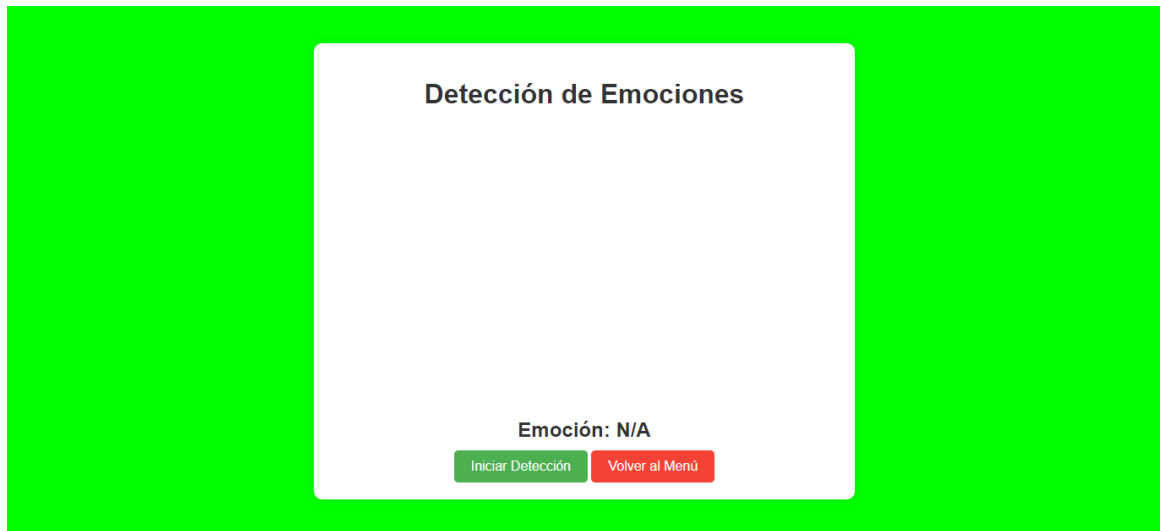 Detección de Emociones
Emoción: N/A
Iniciar Detección Volver al Menú